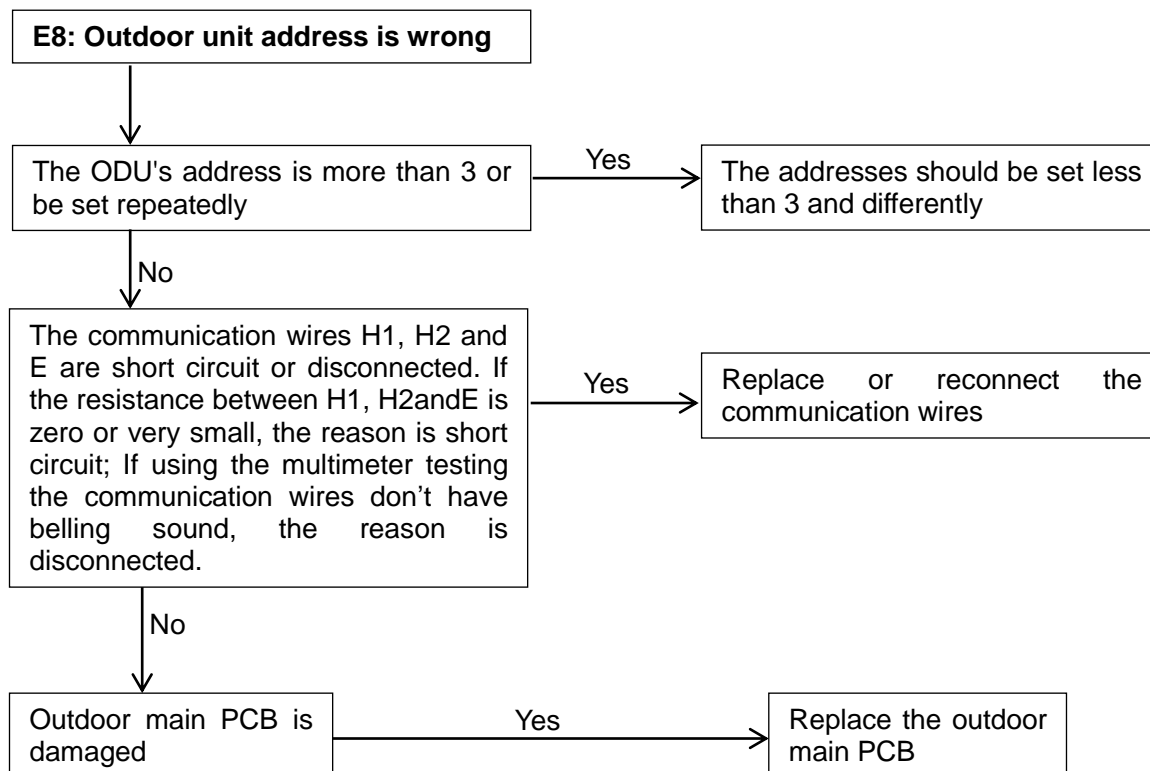 E8: Outdoor unit address is wrong
The ODU's address is more than 3 or
be set repeatedly
Yes
The addresses should be set less
than 3 and differently
No
The communication wires H1, H2 and
E are short circuit or disconnected. If
the resistance between H1, H2andE is
zero or very small, the reason is short
circuit; If using the multimeter testing
the communication wires don’t have
belling sound, the reason is
disconnected.
Yes
Replace or reconnect the
communication wires
No
Outdoor main PCB is
damaged
Yes
Replace the outdoor
main PCB